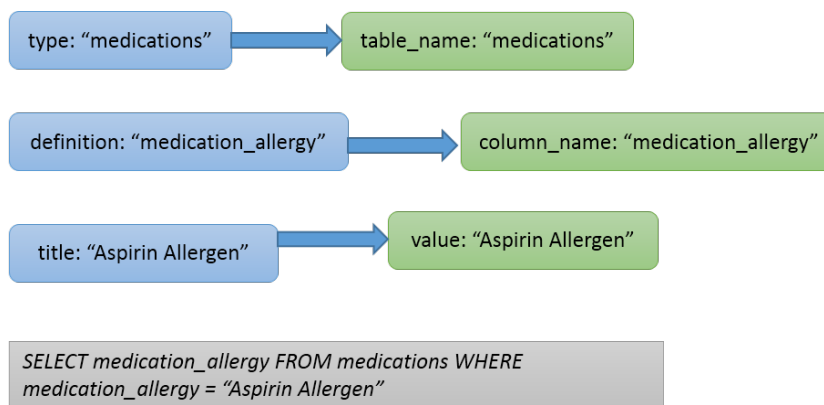 type: “medications”
table_name: “medications”
definition: “medication_allergy”
column_name: “medication_allergy”
title: “Aspirin Allergen”
value: “Aspirin Allergen”
SELECT medication_allergy FROM medications WHERE
medication_allergy = “Aspirin Allergen”